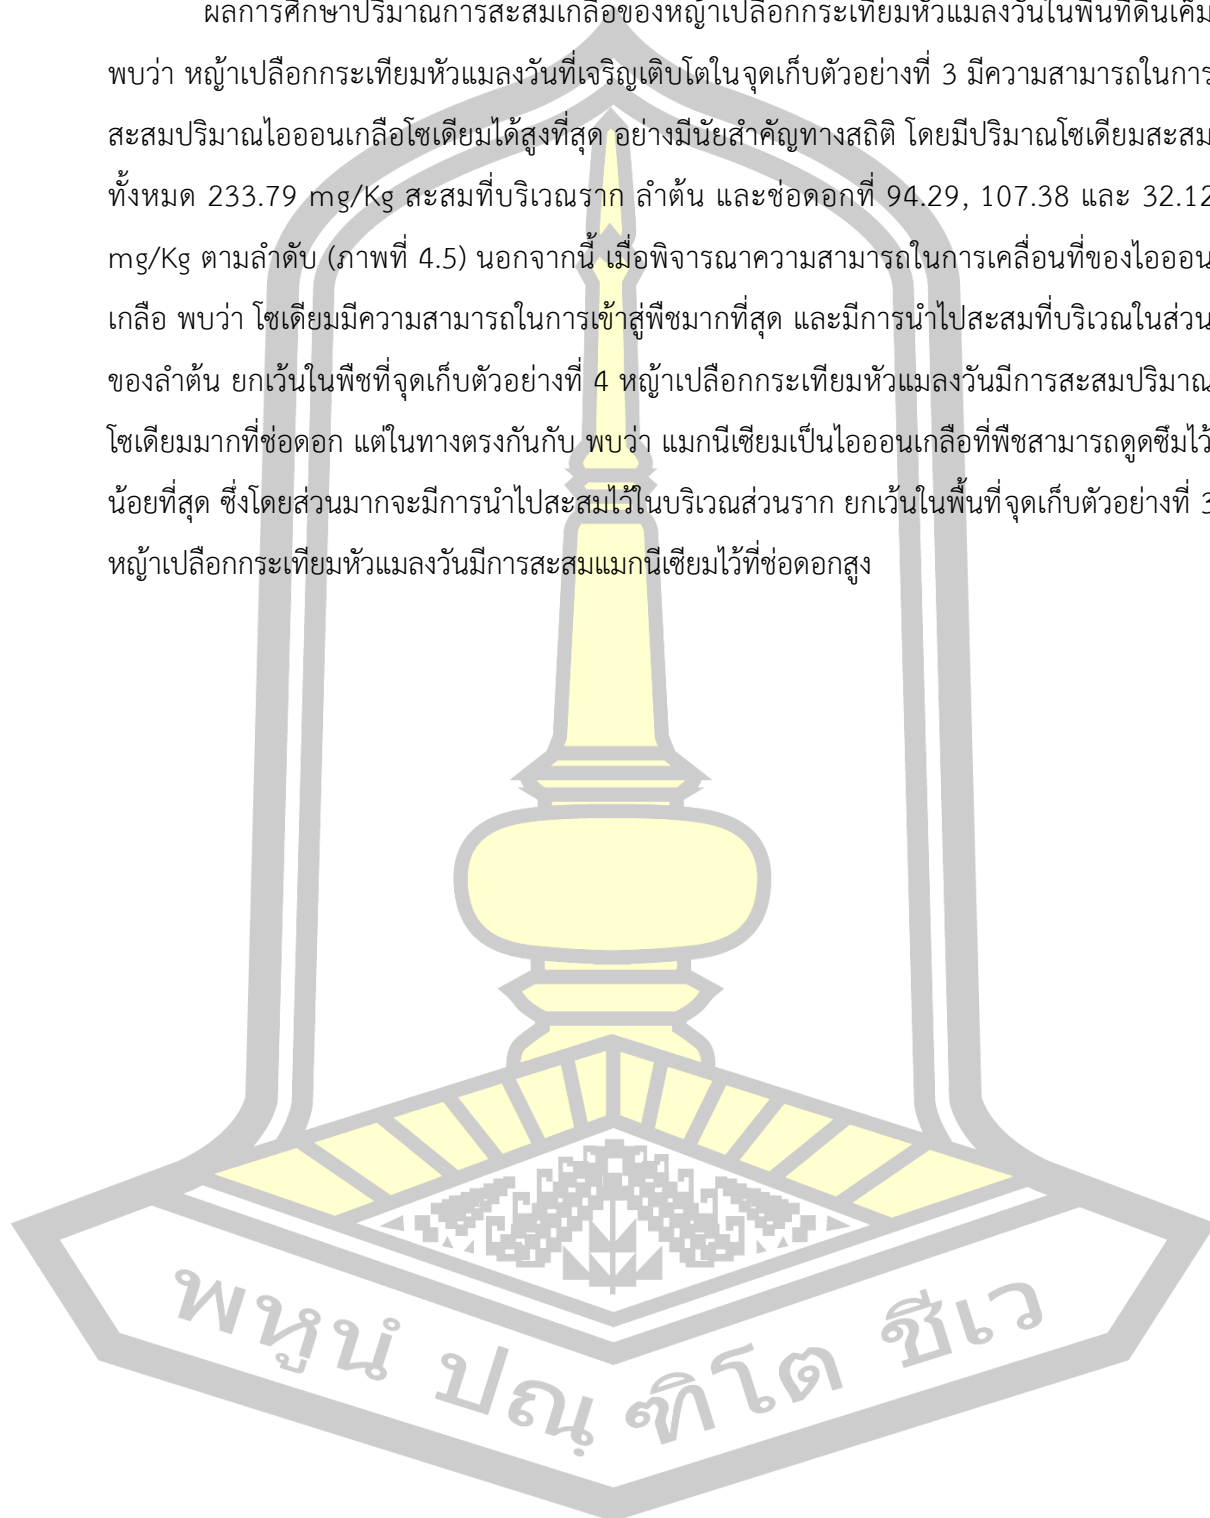 ผลการศึกษาปริมาณการสะสมเกลือของหญ้าเปลือกกระเทียมหัวแมลงวันในพื้นที่ดินเค็ม
พบว่า หญ้าเปลือกกระเทียมหัวแมลงวันที่เจริญเติบโตในจุดเก็บตัวอย่างที่ 3 มีความสามารถในการ
สะสมปริมาณไอออนเกลือโซเดียมได้สูงที่สุด อย่างมีนัยสำคัญทางสถิติ โดยมีปริมาณโซเดียมสะสม
ทั้งหมด 233.79 mg/Kg สะสมที่บริเวณราก ลำต้น และช่อดอกที่ 94.29, 107.38 และ 32.12
mg/Kg ตามลำดับ (ภาพที่ 4.5) นอกจากนี้ เมื่อพิจารณาความสามารถในการเคลื่อนที่ของไอออน
เกลือ พบว่า โซเดียมมีความสามารถในการเข้าสู่พืชมากที่สุด และมีการนำไปสะสมที่บริเวณในส่วน
ของลำต้น ยกเว้นในพืชที่จุดเก็บตัวอย่างที่ 4 หญ้าเปลือกกระเทียมหัวแมลงวันมีการสะสมปริมาณ
โซเดียมมากที่ช่อดอก แต่ในทางตรงกันกับ พบว่า แมกนีเซียมเป็นไอออนเกลือที่พืชสามารถดูดซึมไว้
น้อยที่สุด ซึ่งโดยส่วนมากจะมีการนำไปสะสมไว้ในบริเวณส่วนราก ยกเว้นในพื้นที่จุดเก็บตัวอย่างที่ 3
หญ้าเปลือกกระเทียมหัวแมลงวันมีการสะสมแมกนีเซียมไว้ที่ช่อดอกสูง
พหูนํ ปณฺฑิโต ชีเว